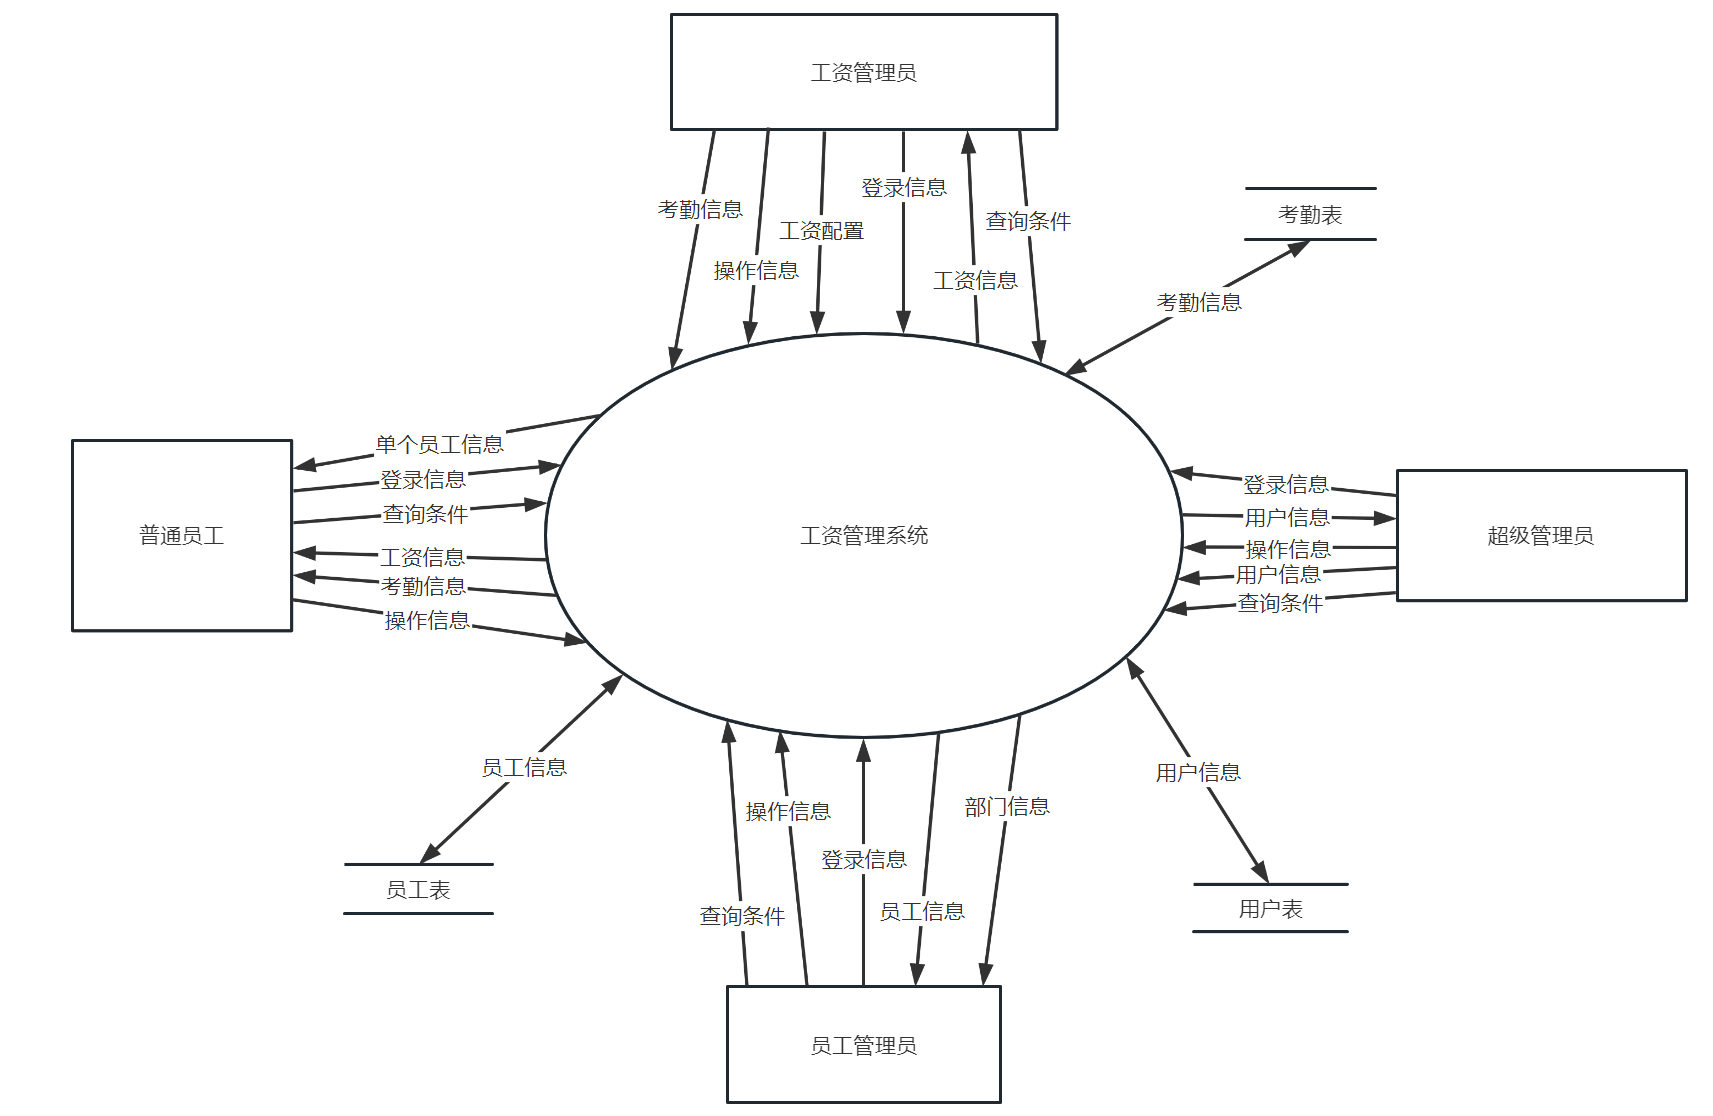 工资管理员
登录信息
考勤信息
查询条件
工资配置
操作信息
工资信息
考勤表
考勤信息
单个员工信息
登录信息
查询条件
工资信息
考勤信息
操作信息
普通员工
工资管理系统
登录信息
用户信息
操作信息
用户信息
查询条件
超级管理员
员工信息
用户信息
操作信息
部门信息
登录信息
查询条件
员工信息
员工表
用户表
员工管理员